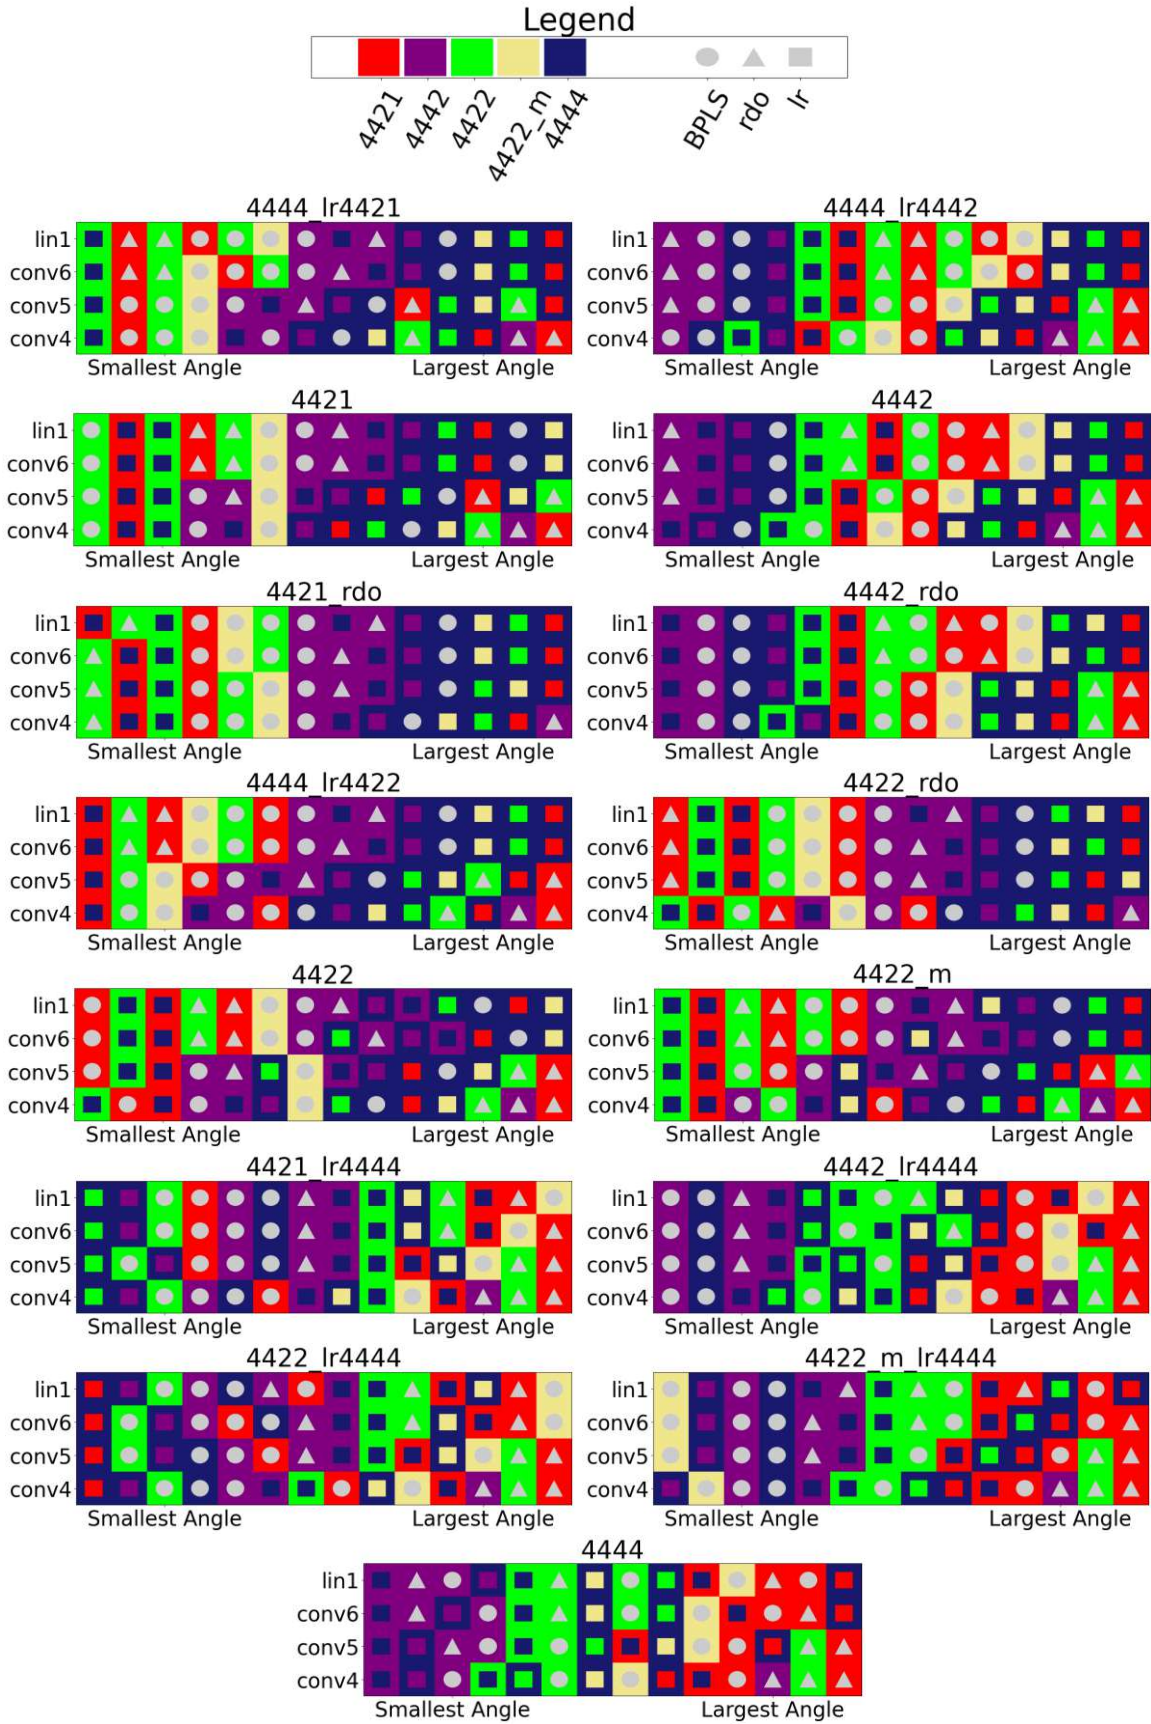 Legend
4421 4442 4422 4422_m 4444 BPLS rdo lr
4444_lr4421
lin1
conv6
conv5
conv4
Smallest Angle Largest Angle
4444_lr4442
lin1
conv6
conv5
conv4
Smallest Angle Largest Angle
4421
lin1
conv6
conv5
conv4
Smallest Angle Largest Angle
4442
lin1
conv6
conv5
conv4
Smallest Angle Largest Angle
4421_rdo
lin1
conv6
conv5
conv4
Smallest Angle Largest Angle
4442_rdo
lin1
conv6
conv5
conv4
Smallest Angle Largest Angle
4444_lr4422
lin1
conv6
conv5
conv4
Smallest Angle Largest Angle
4422_rdo
lin1
conv6
conv5
conv4
Smallest Angle Largest Angle
4422
lin1
conv6
conv5
conv4
Smallest Angle Largest Angle
4422_m
lin1
conv6
conv5
conv4
Smallest Angle Largest Angle
4421_lr4444
lin1
conv6
conv5
conv4
Smallest Angle Largest Angle
4442_lr4444
lin1
conv6
conv5
conv4
Smallest Angle Largest Angle
4422_lr4444
lin1
conv6
conv5
conv4
Smallest Angle Largest Angle
4422_m_lr4444
lin1
conv6
conv5
conv4
Smallest Angle Largest Angle
4444
lin1
conv6
conv5
conv4
Smallest Angle Largest Angle